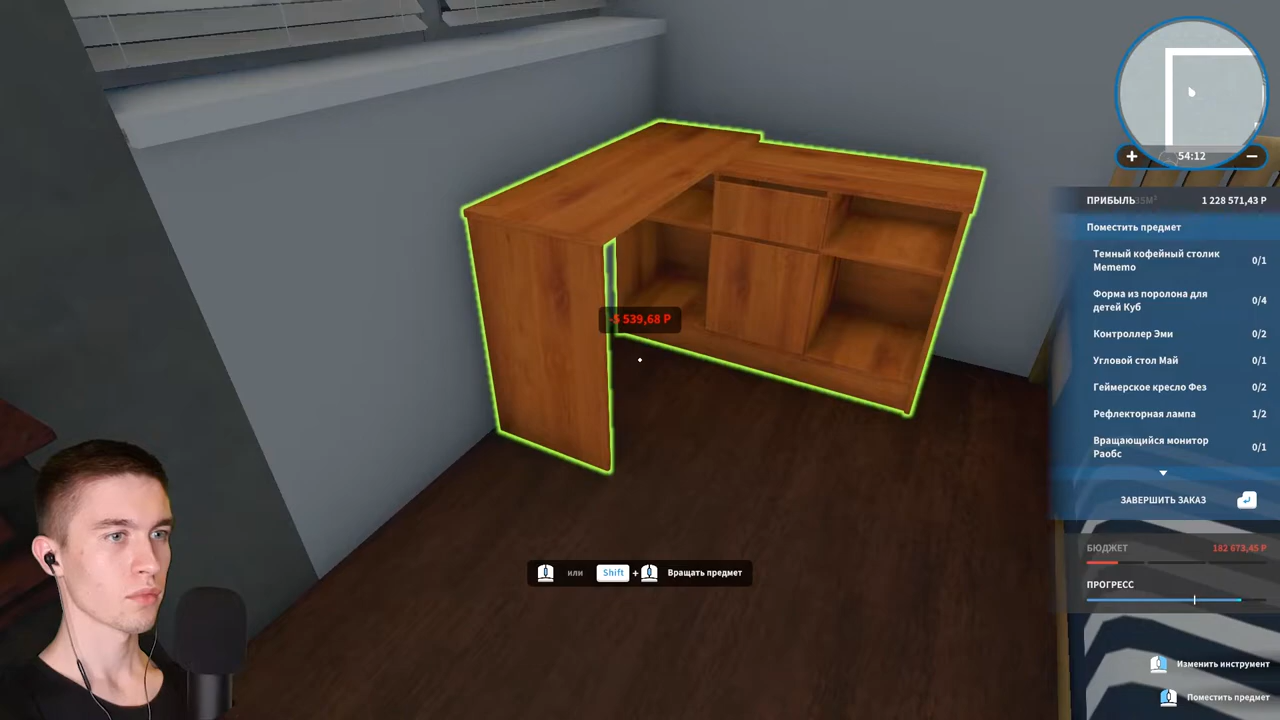 + 54:12 −
ПРИБЫЛЬ 35М² 1 228 571,43 Р
Поместить предмет
Темный кофейный столик
Mememo 0/1
Форма из поролона для
детей Куб 0/4
Контроллер Эми 0/2
Угловой стол Май 0/1
Геймерское кресло Фез 0/2
Рефлекторная лампа 1/2
Вращающийся монитор
Раобс 0/1
ЗАВЕРШИТЬ ЗАКАЗ
БЮДЖЕТ 182 673,45 Р
ПРОГРЕСС
-5 539,68 Р
или Shift + Вращать предмет
Изменить инструмент
Поместить предмет